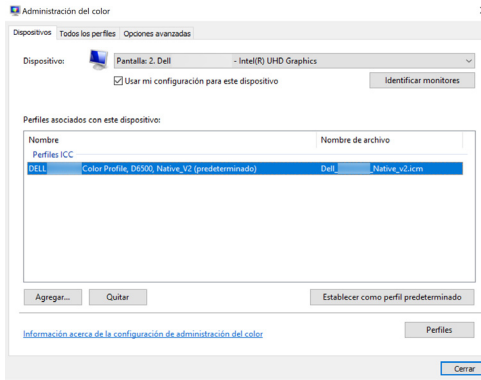 Administración del color
Dispositivos Todos los perfiles Opciones avanzadas
Dispositivo: Pantalla: 2. Dell - Intel(R) UHD Graphics
Usar mi configuración para este dispositivo Identificar monitores
Perfiles asociados con este dispositivo:
Nombre Nombre de archivo
Perfiles ICC
DELL Color Profile, D6500, Native_V2 (predeterminado) Dell_ _Native_v2.icm
Agregar... Quitar Establecer como perfil predeterminado
Información acerca de la configuración de administración del color Perfiles
Cerrar